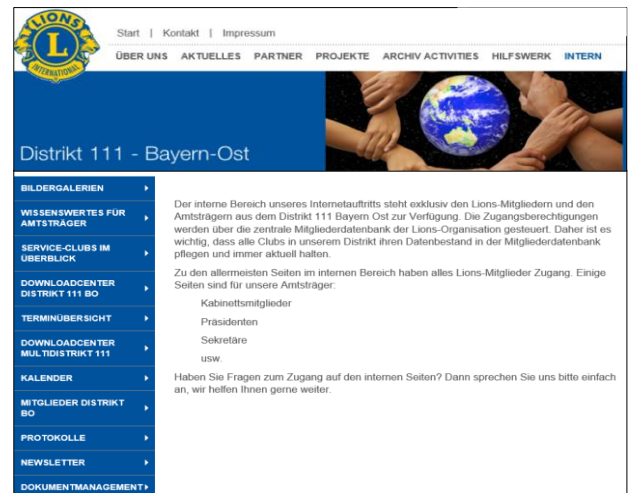 LIONS
L
INTERNATIONAL
Start | Kontakt | Impressum
ÜBER UNS AKTUELLES PARTNER PROJEKTE ARCHIV ACTIVITIES HILFSWERK INTERN
Distrikt 111 - Bayern-Ost
BILDERGALERIEN
WISSENSWERTES FÜR
AMTSTRÄGER
SERVICE-CLUBS IM
ÜBERBLICK
DOWNLOADCENTER
DISTRIKT 111 BO
TERMINÜBERSICHT
DOWNLOADCENTER
MULTIDISTRIKT 111
KALENDER
MITGLIEDER DISTRIKT
BO
PROTOKOLLE
NEWSLETTER
DOKUMENTMANAGEMENT
Der interne Bereich unseres Internetauftritts steht exklusiv den Lions-Mitgliedern und den
Amtsträgern aus dem Distrikt 111 Bayern Ost zur Verfügung. Die Zugangsberechtigungen
werden über die zentrale Mitgliederdatenbank der Lions-Organisation gesteuert. Daher ist es
wichtig, dass alle Clubs in unserem Distrikt ihren Datenbestand in der Mitgliederdatenbank
pflegen und immer aktuell halten.
Zu den allermeisten Seiten im internen Bereich haben alles Lions-Mitglieder Zugang. Einige
Seiten sind für unsere Amtsträger:
Kabinettsmitglieder
Präsidenten
Sekretäre
usw.
Haben Sie Fragen zum Zugang auf den internen Seiten? Dann sprechen Sie uns bitte einfach
an, wir helfen Ihnen gerne weiter.